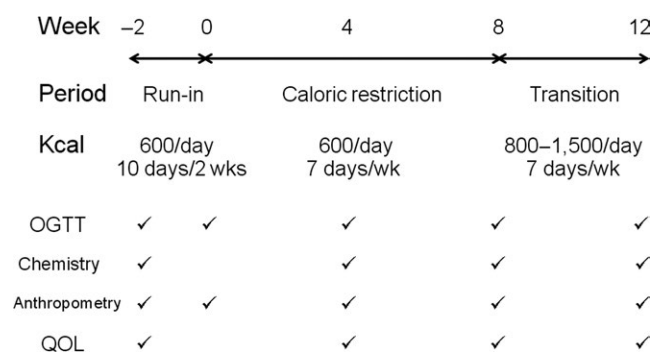 Week –2 0 4 8 12
Period Run-in Caloric restriction Transition
Kcal 600/day 600/day 800–1,500/day
10 days/2 wks 7 days/wk 7 days/wk
OGTT ✓ ✓ ✓ ✓ ✓
Chemistry ✓ ✓ ✓ ✓
Anthropometry ✓ ✓ ✓ ✓ ✓
QOL ✓ ✓ ✓ ✓